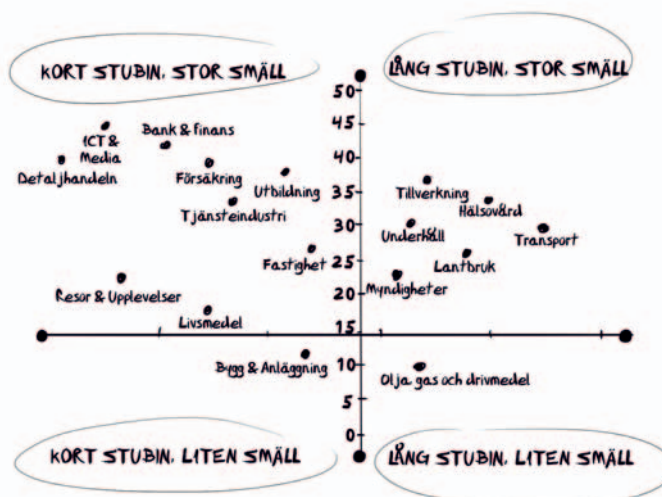 KORT STUBIN, STOR SMÄLL
LÅNG STUBIN, STOR SMÄLL
50
45
ICT &
Media
Bank & finans
40
Detaljhandeln
Försäkring
Utbildning
Tillverkning
35
Tjänsteindustri
Hälsovård
30
Underhåll
Transport
Fastighet
25
Lantbruk
Myndigheter
20
Resor & Upplevelser
Livsmedel
15
Bygg & Anläggning
10
Olja gas och drivmedel
5
0
KORT STUBIN, LITEN SMÄLL
LÅNG STUBIN, LITEN SMÄLL